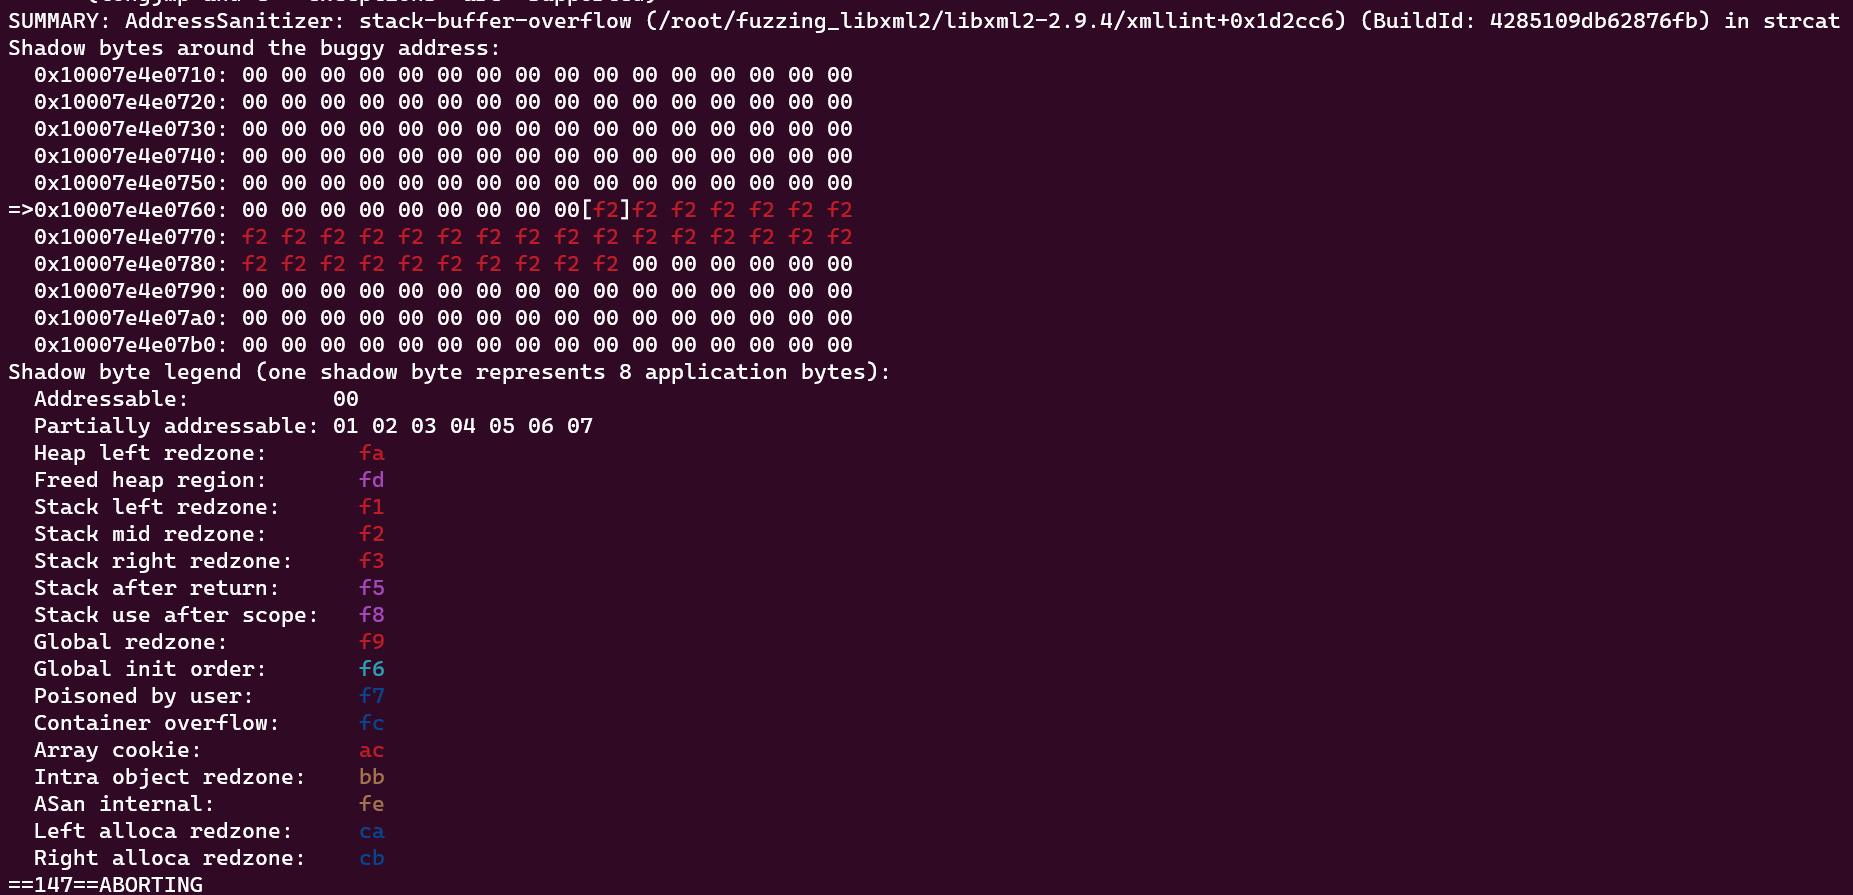 SUMMARY: AddressSanitizer: stack-buffer-overflow (/root/fuzzing_libxml2/libxml2-2.9.4/xmllint+0x1d2cc6) (BuildId: 4285109db62876fb) in strcat
Shadow bytes around the buggy address:
  0x10007e4e0710: 00 00 00 00 00 00 00 00 00 00 00 00 00 00 00 00
  0x10007e4e0720: 00 00 00 00 00 00 00 00 00 00 00 00 00 00 00 00
  0x10007e4e0730: 00 00 00 00 00 00 00 00 00 00 00 00 00 00 00 00
  0x10007e4e0740: 00 00 00 00 00 00 00 00 00 00 00 00 00 00 00 00
  0x10007e4e0750: 00 00 00 00 00 00 00 00 00 00 00 00 00 00 00 00
=>0x10007e4e0760: 00 00 00 00 00 00 00 00 00[f2]f2 f2 f2 f2 f2 f2
  0x10007e4e0770: f2 f2 f2 f2 f2 f2 f2 f2 f2 f2 f2 f2 f2 f2 f2 f2
  0x10007e4e0780: f2 f2 f2 f2 f2 f2 f2 f2 f2 f2 00 00 00 00 00 00
  0x10007e4e0790: 00 00 00 00 00 00 00 00 00 00 00 00 00 00 00 00
  0x10007e4e07a0: 00 00 00 00 00 00 00 00 00 00 00 00 00 00 00 00
  0x10007e4e07b0: 00 00 00 00 00 00 00 00 00 00 00 00 00 00 00 00
Shadow byte legend (one shadow byte represents 8 application bytes):
  Addressable:           00
  Partially addressable: 01 02 03 04 05 06 07
  Heap left redzone:       fa
  Freed heap region:       fd
  Stack left redzone:      f1
  Stack mid redzone:       f2
  Stack right redzone:     f3
  Stack after return:      f5
  Stack use after scope:   f8
  Global redzone:          f9
  Global init order:       f6
  Poisoned by user:        f7
  Container overflow:      fc
  Array cookie:            ac
  Intra object redzone:    bb
  ASan internal:           fe
  Left alloca redzone:     ca
  Right alloca redzone:    cb
==147==ABORTING